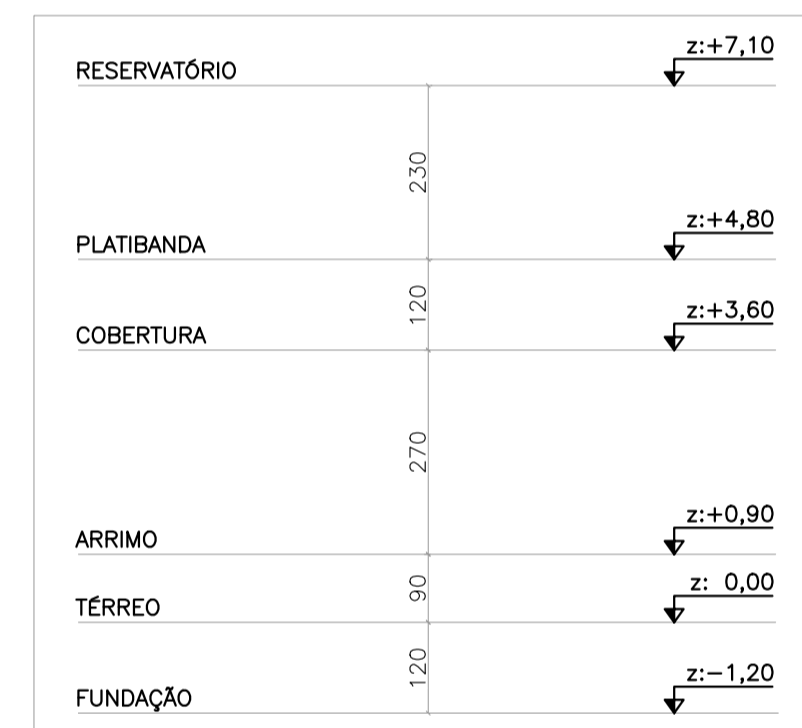 z:+7,10
RESERVATÓRIO
230
z:+4,80
PLATIBANDA
120
z:+3,60
COBERTURA
270
z:+0,90
ARRIMO
90
z: 0,00
TÉRREO
120
z:-1,20
FUNDAÇÃO